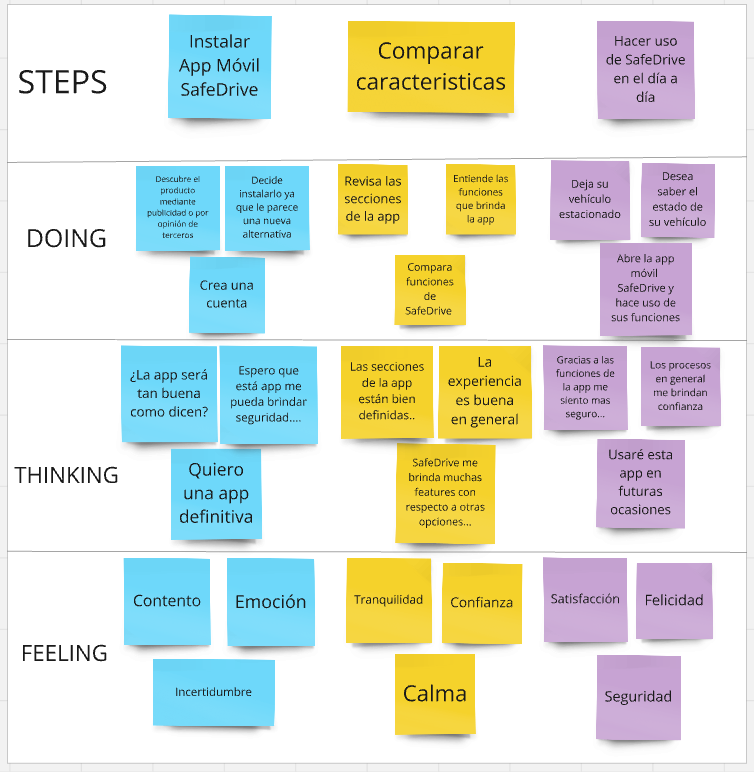 STEPS
Instalar
App Móvil
SafeDrive
Comparar
caracteristicas
Hacer uso
de SafeDrive
en el día a
día
DOING
Descubre el
producto
mediante
publicidad o por
opinión de
terceros
Decide
instalarlo ya
que le parece
una nueva
alternativa
Crea una
cuenta
Revisa las
secciones
de la app
Entiende las
funciones
que brinda
la app
Compara
funciones
de
SafeDrive
Deja su
vehículo
estacionado
Desea
saber el
estado de
su vehículo
Abre la app
móvil
SafeDrive y
hace uso de
sus funciones
THINKING
¿La app será
tan buena
como dicen?
Espero que
está app me
pueda brindar
seguridad....
Quiero
una app
definitiva
Las secciones
de la app
están bien
definidas..
La
experiencia
es buena
en general
SafeDrive me
brinda muchas
features con
respecto a otras
opciones...
Gracias a las
funciones de
la app me
siento mas
seguro...
Los procesos
en general
me brindan
confianza
Usaré esta
app en
futuras
ocasiones
FEELING
Contento
Emoción
Incertidumbre
Tranquilidad
Confianza
Calma
Satisfacción
Felicidad
Seguridad